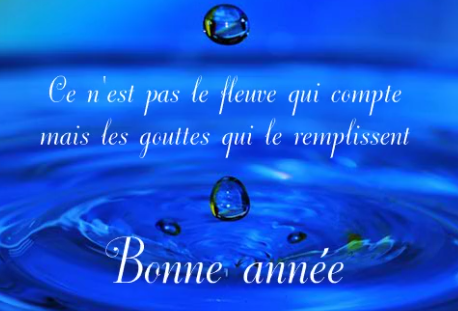 Ce n'est pas le fleuve qui compte
mais les gouttes qui le remplissent
Bonne année